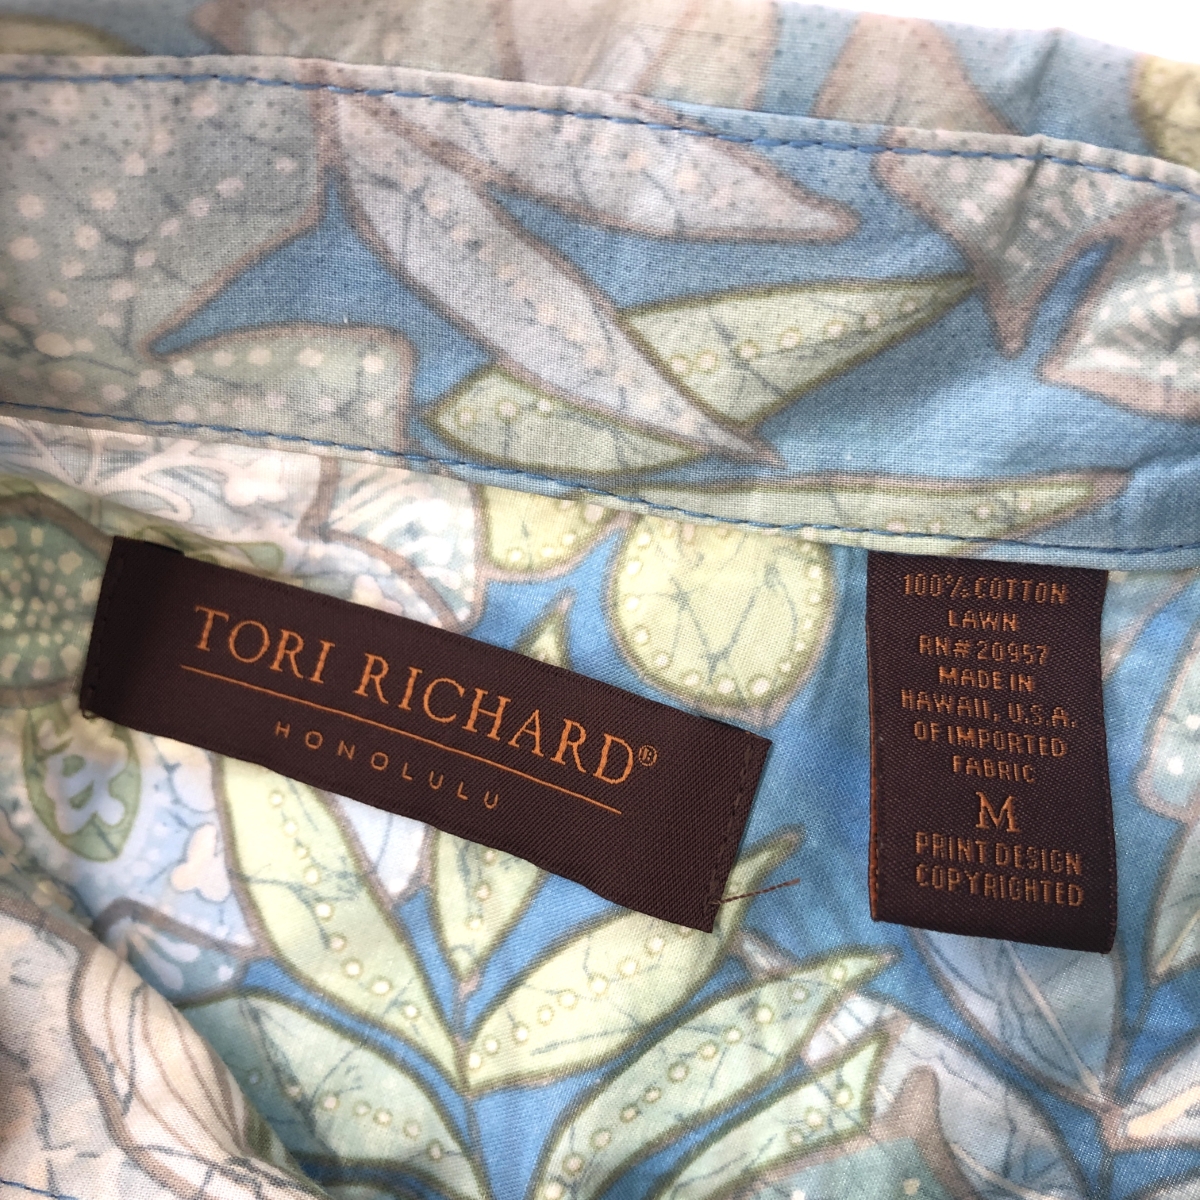 TORI RICHARD®
HONOLULU
100% COTTON
LAWN
RN#20957
MADE IN
HAWAII, U.S.A.
OF IMPORTED
FABRIC
M
PRINT DESIGN
COPYRIGHTED